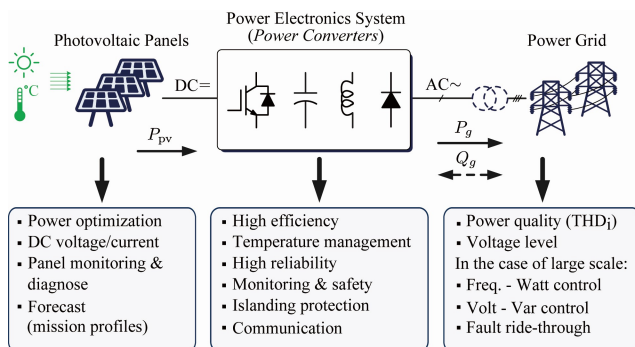 Power Electronics System
(Power Converters)
Photovoltaic Panels
Power Grid
°C
DC=
AC~
Ppv
Pg
Qg
▪ Power optimization
▪ DC voltage/current
▪ Panel monitoring &
diagnose
▪ Forecast
(mission profiles)
▪ High efficiency
▪ Temperature management
▪ High reliability
▪ Monitoring & safety
▪ Islanding protection
▪ Communication
▪ Power quality (THDi)
▪ Voltage level
In the case of large scale:
▪ Freq. - Watt control
▪ Volt - Var control
▪ Fault ride-through